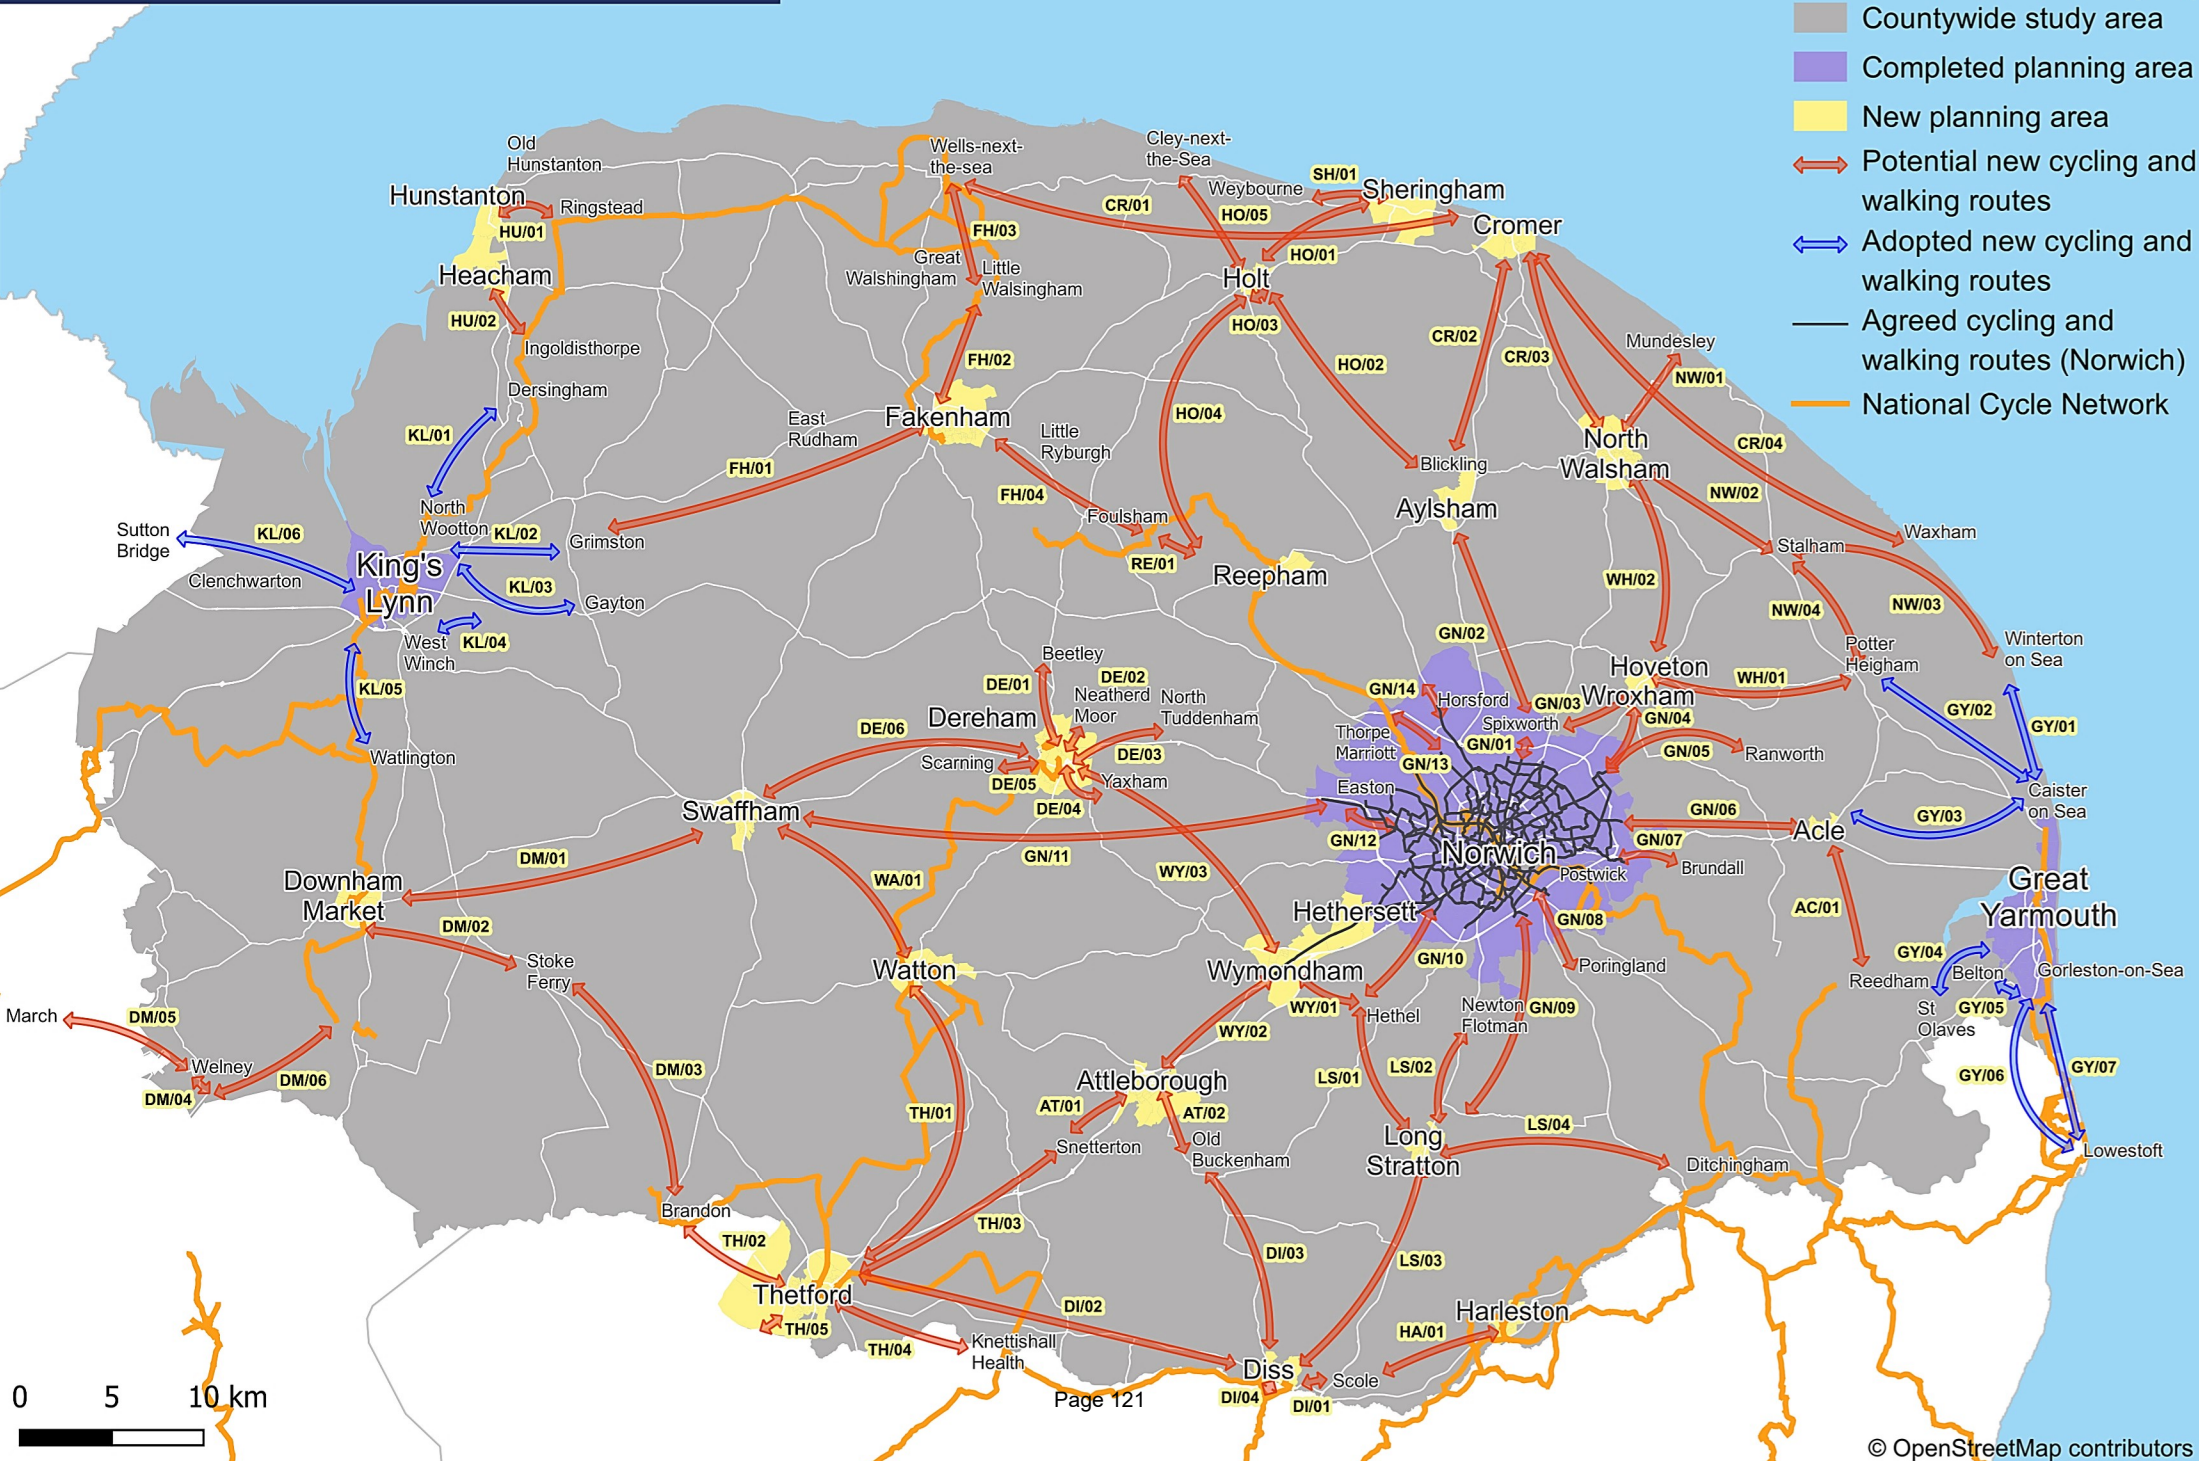 Countywide study area
Completed planning area
New planning area
Potential new cycling and
walking routes
Adopted new cycling and
walking routes
Agreed cycling and
walking routes (Norwich)
National Cycle Network
Old
Hunstanton
Hunstanton
Ringstead
HU/01
Heacham
HU/02
Ingoldisthorpe
Dersingham
KL/01
North
Wootton
KL/02
Grimston
Sutton
Bridge
KL/06
Clenchwarton
King's
Lynn
KL/03
Gayton
West
Winch
KL/04
KL/05
Watlington
Wells-next-
the-sea
FH/03
Great
Walshingham
Little
Walsingham
FH/02
Fakenham
East
Rudham
FH/01
Little
Ryburgh
FH/04
Foulsham
RE/01
Reepham
Cley-next-
the-Sea
Weybourne
SH/01
Sheringham
CR/01
HO/05
Cromer
HO/01
Holt
HO/03
HO/02
HO/04
CR/02
CR/03
Mundesley
NW/01
CR/04
Blickling
Aylsham
North
Walsham
NW/02
Waxham
Stalham
WH/02
NW/04
NW/03
Potter
Heigham
Winterton
on Sea
GN/02
Hoveton
Wroxham
WH/01
GN/14
Horsford
GN/03
Spixworth
GN/04
GN/05
Ranworth
GN/01
Thorpe
Marriott
GN/13
GY/02
GY/01
Caister
on Sea
Beetley
DE/01
DE/02
Neatherd
Moor
North
Tuddenham
Dereham
DE/06
DE/03
Scarning
DE/05
Yaxham
DE/04
Swaffham
Easton
GN/12
GN/11
Norwich
GN/06
Acle
GY/03
GN/07
Brundall
Postwick
DM/01
Downham
Market
DM/02
WA/01
WY/03
Hethersett
GN/08
AC/01
Great
Yarmouth
GY/04
Belton
Gorleston-on-Sea
Reedham
GY/05
St
Olaves
Stoke
Ferry
Watton
Wymondham
GN/10
Poringland
WY/01
Hethel
Newton
Flotman
GN/09
WY/02
March
DM/05
Welney
DM/04
DM/06
DM/03
TH/01
Attleborough
AT/01
AT/02
Snetterton
Old
Buckenham
LS/01
LS/02
Long
Stratton
LS/04
Ditchingham
GY/06
GY/07
Lowestoft
Brandon
TH/02
Thetford
TH/03
TH/05
TH/04
Knettishall
Health
DI/02
DI/03
LS/03
Harleston
HA/01
Diss
DI/04
DI/01
Scole
0 5 10 km
Page 121
© OpenStreetMap contributors